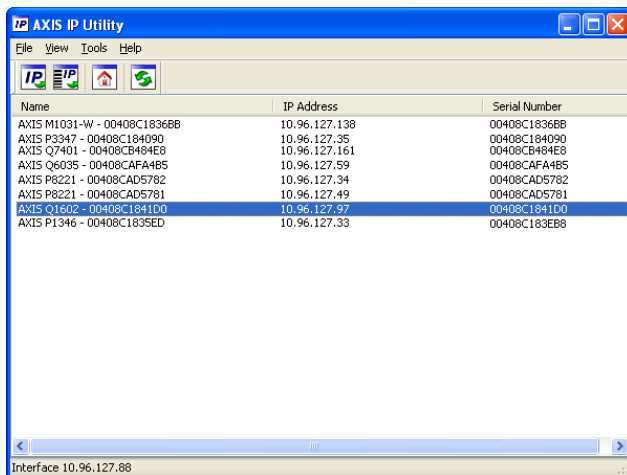 IP AXIS IP Utility
File View Tools Help
IP IP
Name IP Address Serial Number
AXIS M1031-W - 00408C1836BB 10.96.127.138 00408C1836BB
AXIS P3347 - 00408C184090 10.96.127.35 00408C184090
AXIS Q7401 - 00408CB484E8 10.96.127.161 00408CB484E8
AXIS Q6035 - 00408CAFA4B5 10.96.127.59 00408CAFA4B5
AXIS P8221 - 00408CAD5782 10.96.127.34 00408CAD5782
AXIS P8221 - 00408CAD5781 10.96.127.49 00408CAD5781
AXIS Q1602 - 00408C1841D0 10.96.127.97 00408C1841D0
AXIS P1346 - 00408C1835ED 10.96.127.33 00408C183EB8
Interface 10.96.127.88